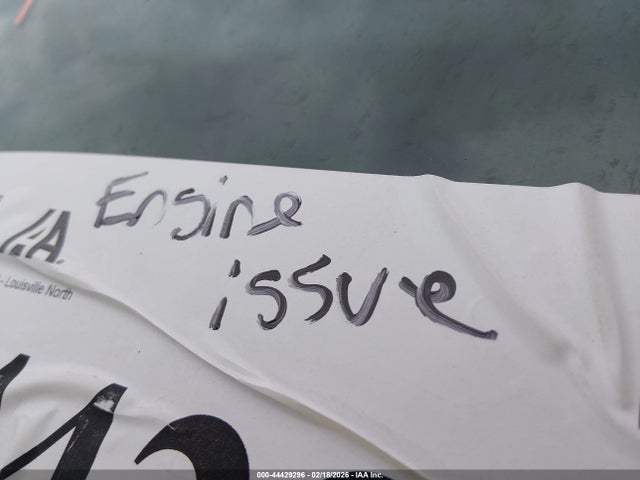 Engine
issue
IAA
- Louisville North
000-44429296 - 02/18/2026 - IAA Inc.